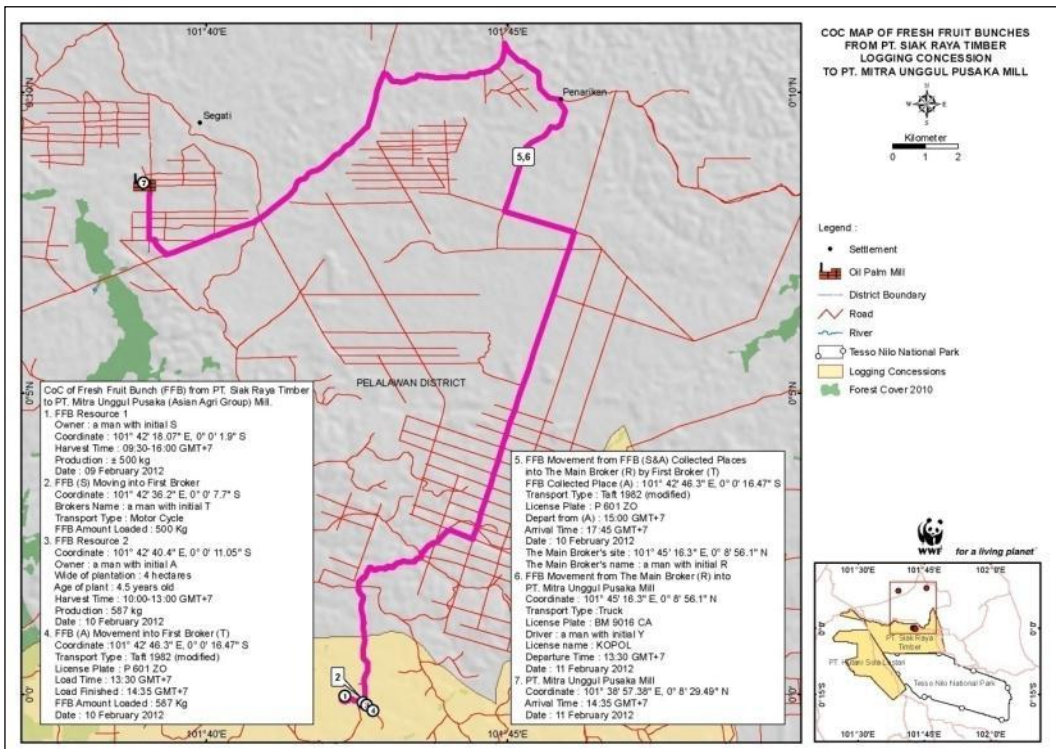 101°40'E
101°45'E
COC MAP OF FRESH FRUIT BUNCHES
FROM PT. SIAK RAYA TIMBER
LOGGING CONCESSION
TO PT. MITRA UNGGUL PUSAKA MILL
N
W E
S
Kilometer
0 1 2
0°10'N
0°10'N
Segati
Penarikan
5,6
7
Legend :
Settlement
Oil Palm Mill
District Boundary
Road
River
Tesso Nilo National Park
Logging Concessions
Forest Cover 2010
0°5'N
0°5'N
PELALAWAN DISTRICT
CoC of Fresh Fruit Bunch (FFB) from PT. Siak Raya Timber
to PT. Mitra Unggul Pusaka (Asian Agri Group) Mill.
1. FFB Resource 1
Owner : a man with initial S
Coordinate : 101° 42' 18.07" E, 0° 0' 1.9" S
Harvest Time : 09:30-16:00 GMT+7
Production : ± 500 kg
Date : 09 February 2012
2. FFB (S) Moving into First Broker
Coordinate : 101° 42' 36.2" E, 0° 0' 7.7" S
Brokers Name : a man with initial T
Transport Type : Motor Cycle
FFB Amount Loaded : 500 Kg
3. FFB Resource 2
Coordinate : 101° 42' 40.4" E, 0° 0' 11.05" S
Owner : a man with initial A
Wide of plantation : 4 hectares
Age of plant : 4.5 years old
Harvest Time : 10:00-13:00 GMT+7
Production : 587 kg
Date : 10 February 2012
4. FFB (A) Movement into First Broker (T)
Coordinate :101° 42' 46.3" E, 0° 0' 16.47" S
Transport Type : Taft 1982 (modified)
License Plate : P 601 ZO
Load Time : 13:30 GMT+7
Load Finished : 14:35 GMT+7
FFB Amount Loaded : 587 Kg
Date : 10 February 2012
5. FFB Movement from FFB (S&A) Collected Places
into The Main Broker (R) by First Broker (T)
FFB Collected Place (A) : 101° 42' 46.3" E, 0° 0' 16.47" S
Transport Type : Taft 1982 (modified)
License Plate : P 601 ZO
Depart from (A) : 15:00 GMT+7
Arrival Time : 17:45 GMT+7
Date : 10 February 2012
The Main Broker's site : 101° 45' 16.3" E, 0° 8' 56.1" N
The Main Broker's name : a man with initial R
6. FFB Movement from The Main Broker (R) into
PT. Mitra Unggul Pusaka Mill
Coordinate : 101° 45' 16.3" E, 0° 8' 56.1" N
Transport Type :Truck
License Plate : BM 9016 CA
Driver : a man with initial Y
License name : KOPOL
Departure Time : 13:30 GMT+7
Date : 11 February 2012
7. PT. Mitra Unggul Pusaka Mill
Coordinate : 101° 38' 57.38" E, 0° 8' 29.49" N
Arrival Time : 14:35 GMT+7
Date : 11 February 2012
2
1
4
0°
0°
101°40'E
101°45'E
WWF
for a living planet
101°30'E
101°45'E
102°0'E
PT. Siak Raya
Timber
Tesso Nilo National Park
101°30'E
101°45'E
102°0'E